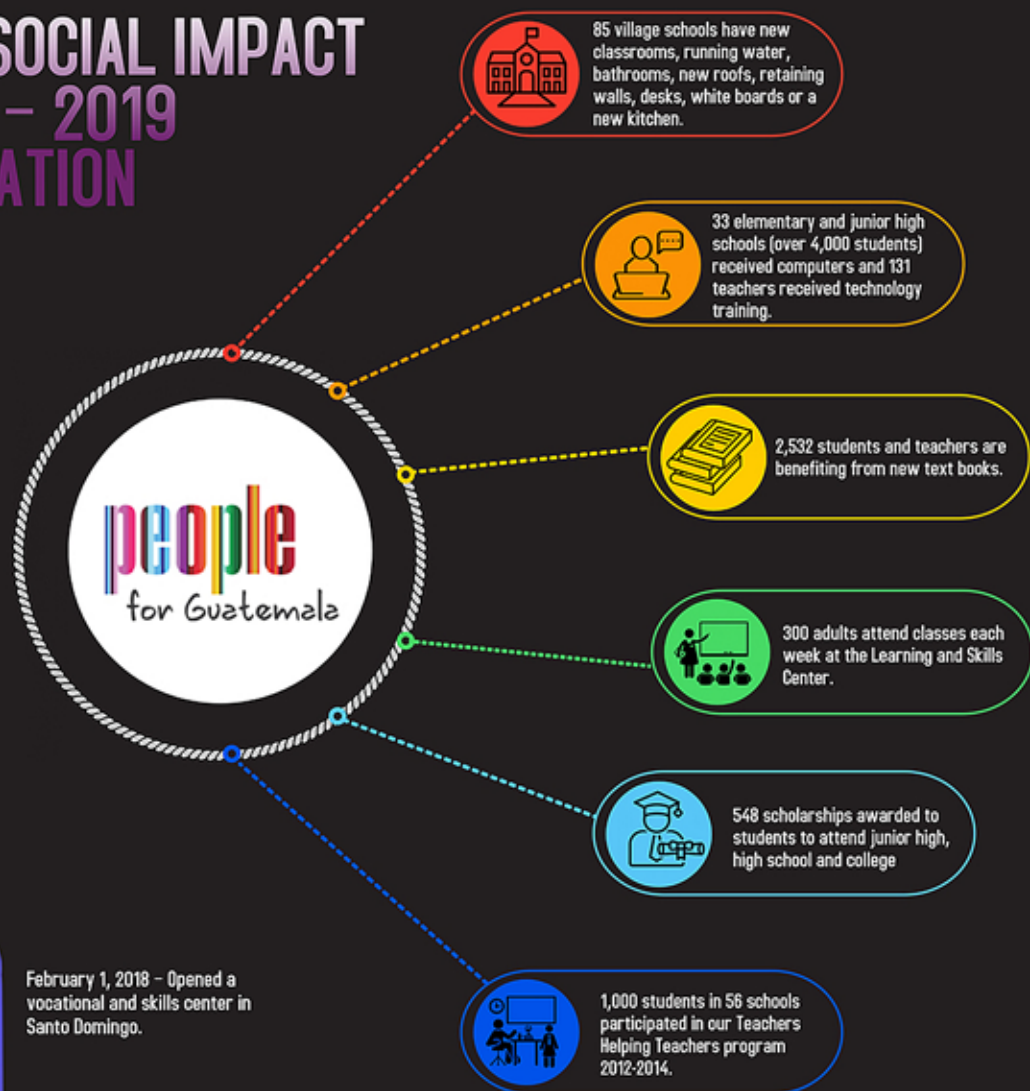 SOCIAL IMPACT
– 2019
ATION
85 village schools have new
classrooms, running water,
bathrooms, new roofs, retaining
walls, desks, white boards or a
new kitchen.
33 elementary and junior high
schools (over 4,000 students)
received computers and 131
teachers received technology
training.
2,532 students and teachers are
benefiting from new text books.
people
for Guatemala
300 adults attend classes each
week at the Learning and Skills
Center.
548 scholarships awarded to
students to attend junior high,
high school and college
February 1, 2018 – Opened a
vocational and skills center in
Santo Domingo.
1,000 students in 56 schools
participated in our Teachers
Helping Teachers program
2012-2014.